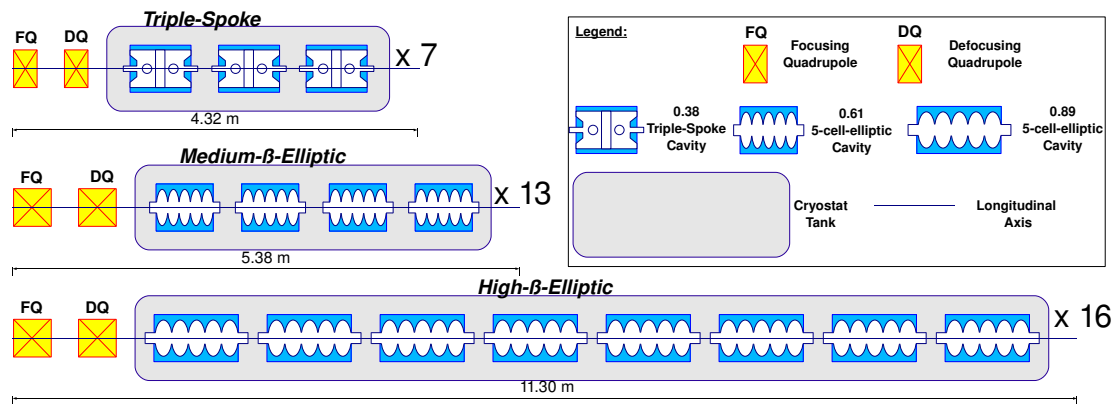 Triple-Spoke
FQ DQ
x 7
4.32 m
Medium-ß-Elliptic
FQ DQ
x 13
5.38 m
High-ß-Elliptic
FQ DQ
x 16
11.30 m
Legend:
FQ
Focusing
Quadrupole
DQ
Defocusing
Quadrupole
0.38
Triple-Spoke
Cavity
0.61
5-cell-elliptic
Cavity
0.89
5-cell-elliptic
Cavity
Cryostat
Tank
Longitudinal
Axis